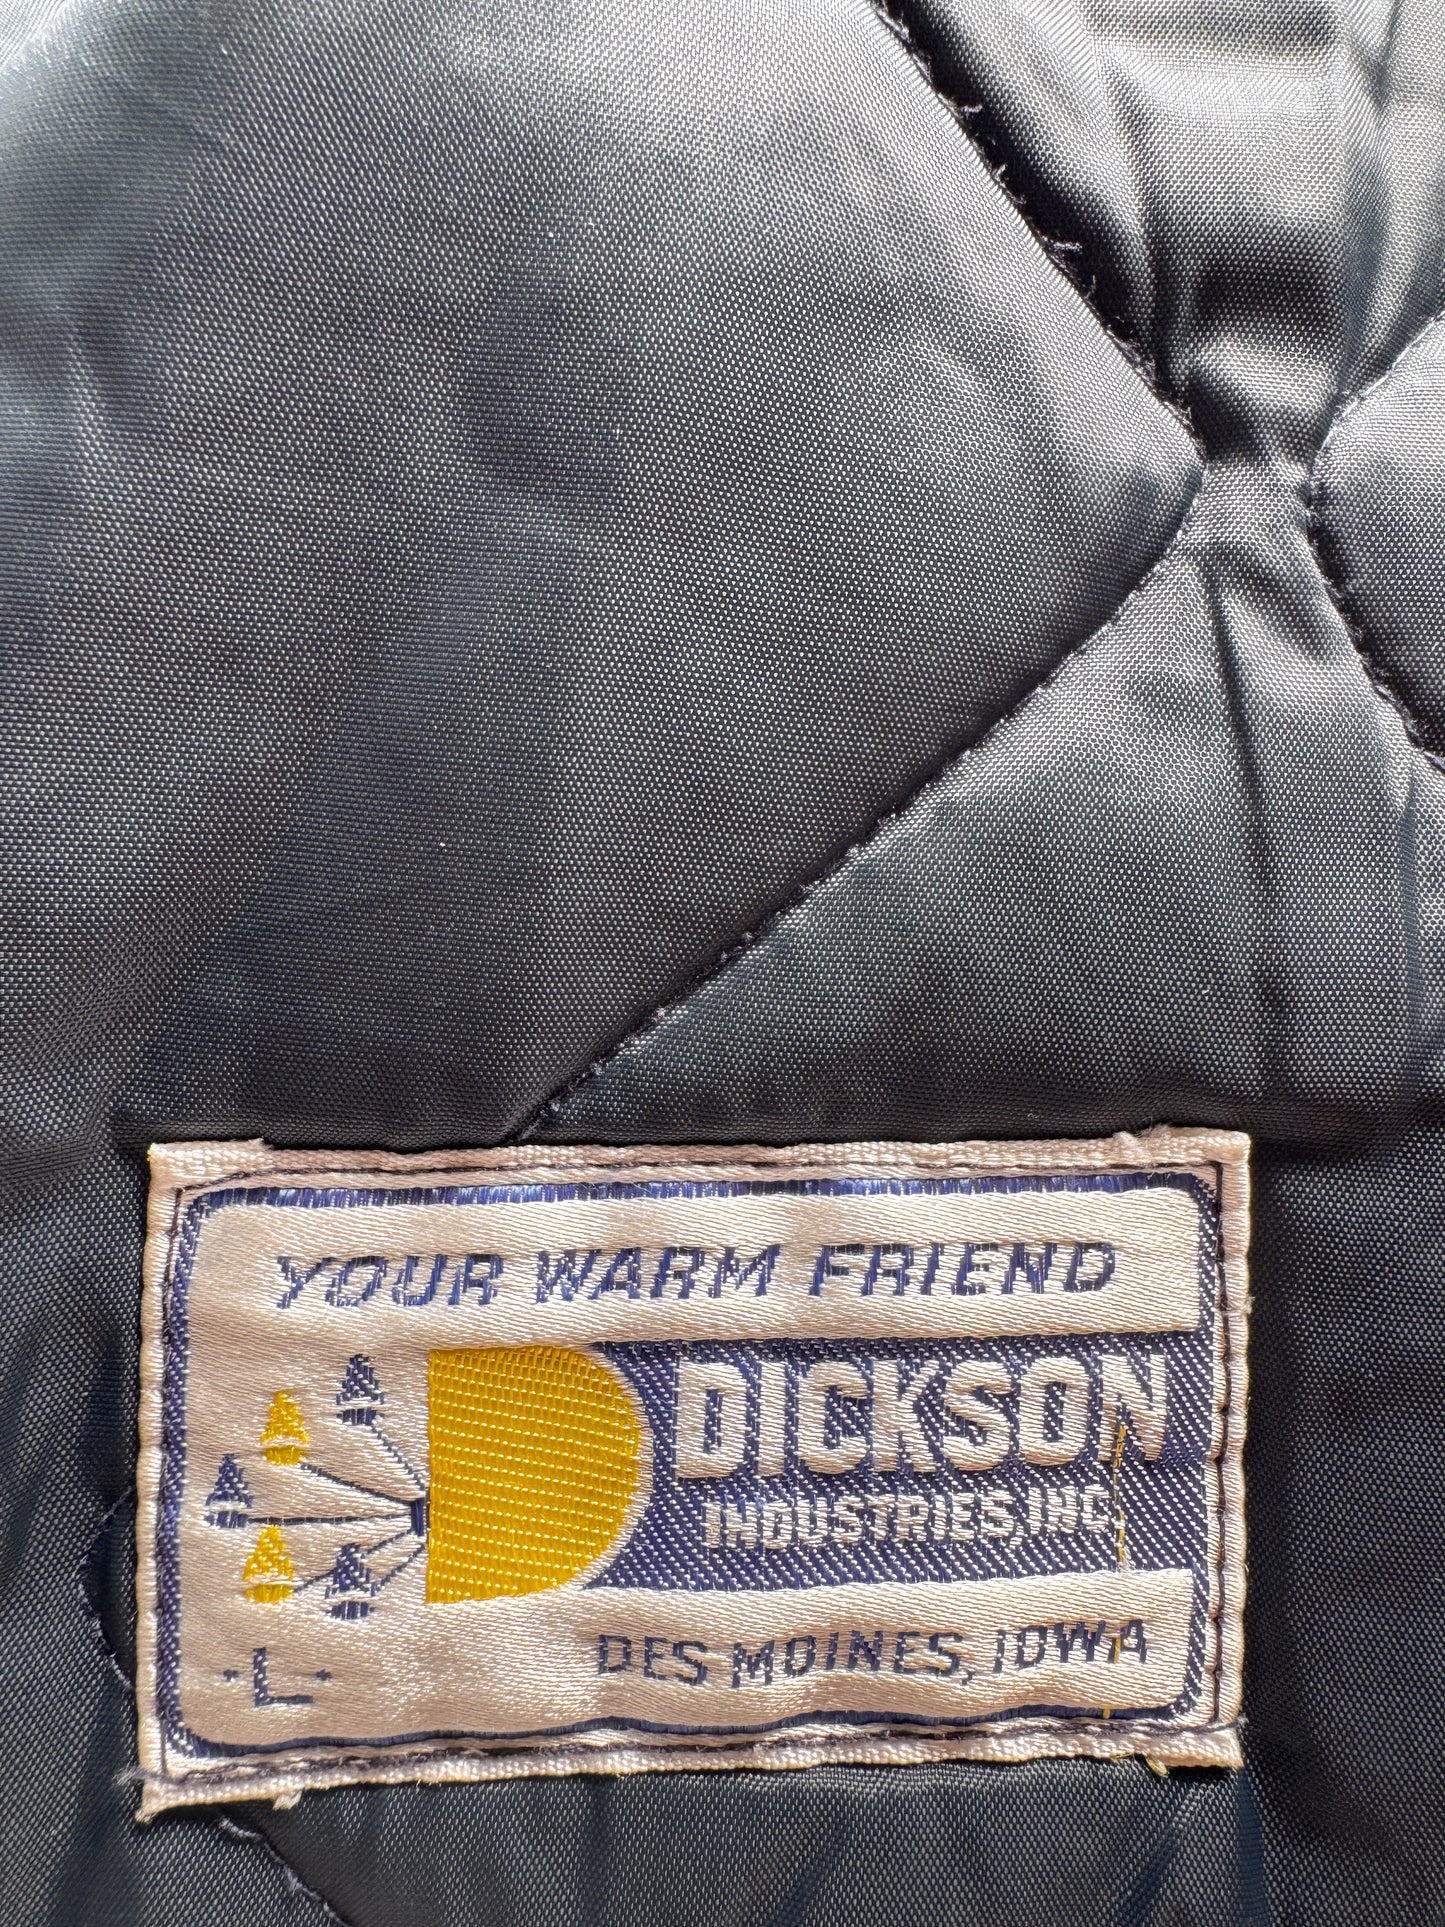 YOUR WARM FRIEND
DICKSON
INDUSTRIES, INC.
DES MOINES, IOWA
- L -